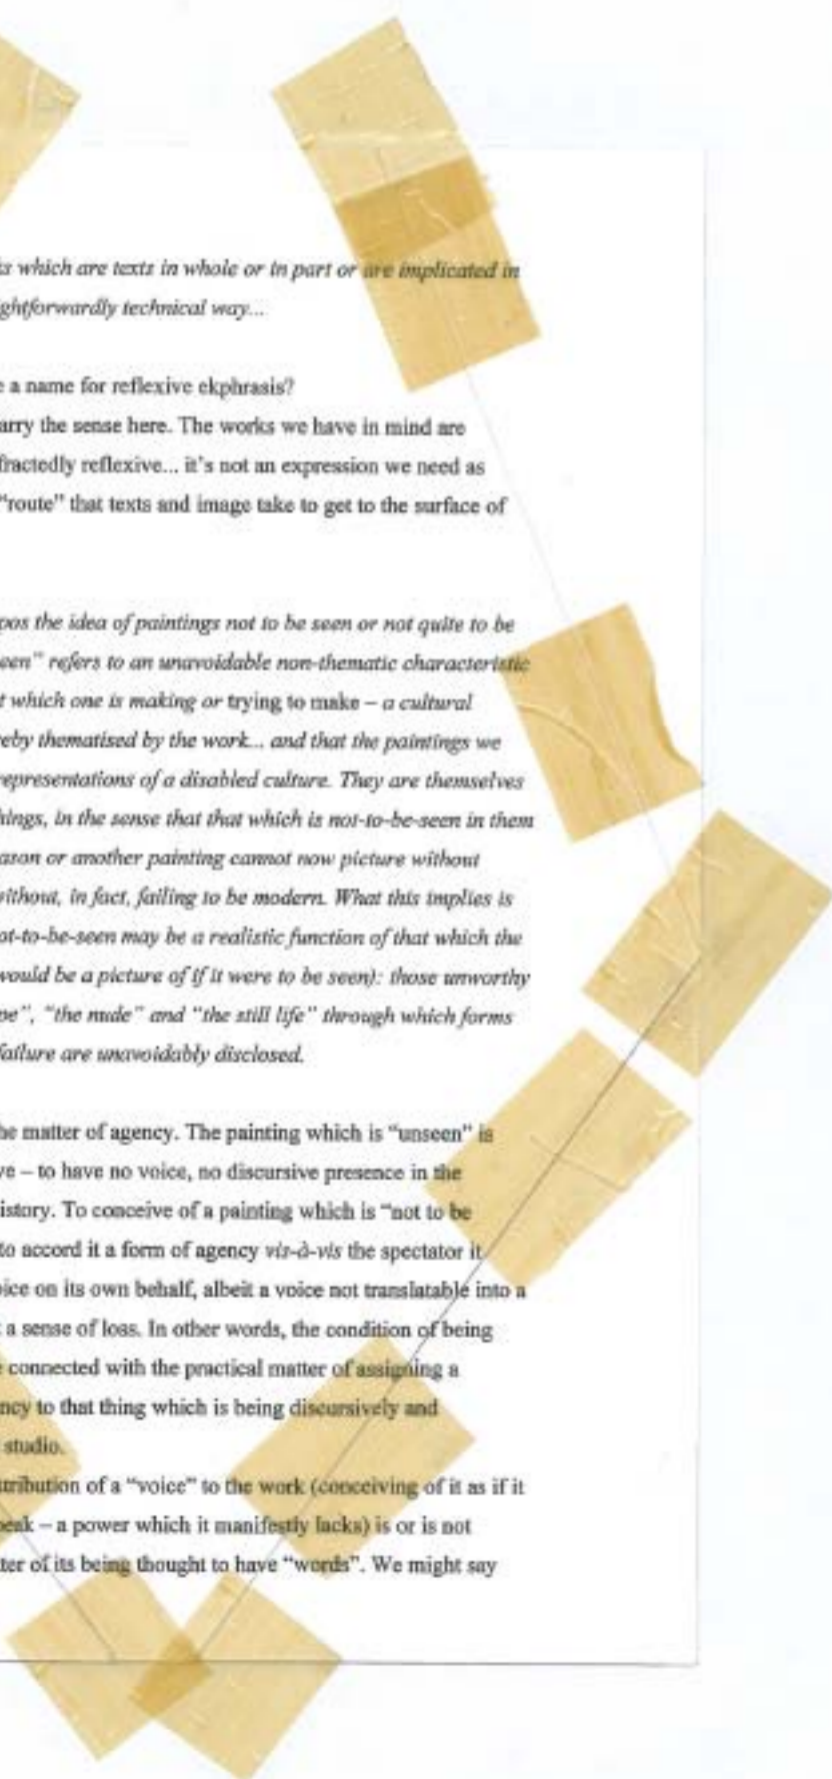 ks which are texts in whole or in part or are implicated in
ghtforwardly technical way...
e a name for reflexive ekphrasis?
arry the sense here. The works we have in mind are
fractedly reflexive... it's not an expression we need as
"route" that texts and image take to get to the surface of
pos the idea of paintings not to be seen or not quite to be
een" refers to an unavoidable non-thematic characteristic
t which one is making or trying to make – a cultural
reby thematised by the work... and that the paintings we
representations of a disabled culture. They are themselves
hings, in the sense that that which is not-to-be-seen in them
ason or another painting cannot now picture without
vithout, in fact, failing to be modern. What this implies is
ot-to-be-seen may be a realistic function of that which the
would be a picture of if it were to be seen): those unworthy
pe", "the nude" and "the still life" through which forms
failure are unavoidably disclosed.
he matter of agency. The painting which is "unseen" is
ve – to have no voice, no discursive presence in the
istory. To conceive of a painting which is "not to be
to accord it a form of agency vis-à-vis the spectator it
oice on its own behalf, albeit a voice not translatable into a
t a sense of loss. In other words, the condition of being
e connected with the practical matter of assigning a
ncy to that thing which is being discursively and
studio.
ttribution of a "voice" to the work (conceiving of it as if it
peak – a power which it manifestly lacks) is or is not
ter of its being thought to have "words". We might say